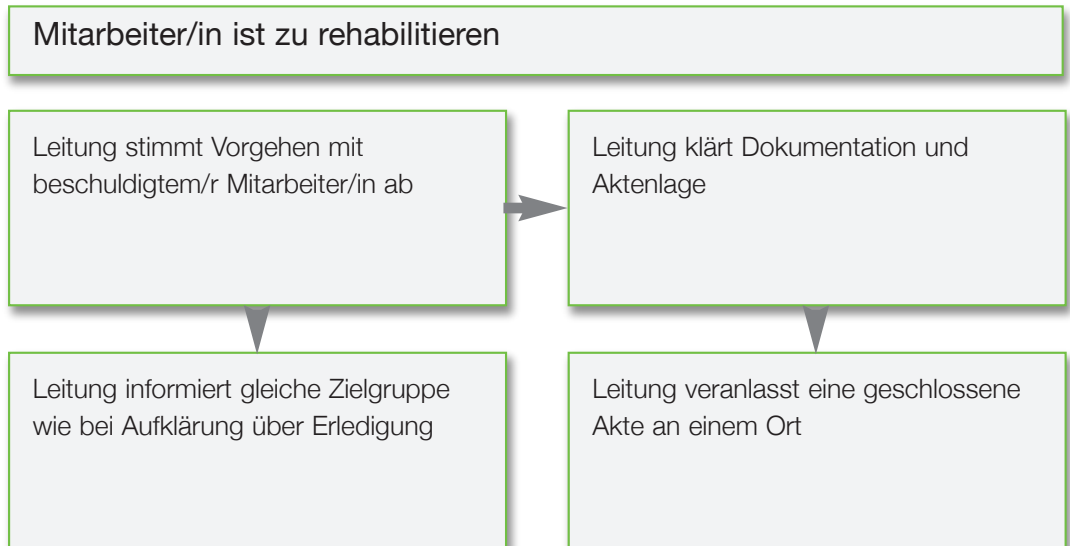 Mitarbeiter/in ist zu rehabilitieren
Leitung stimmt Vorgehen mit
beschuldigtem/r Mitarbeiter/in ab
Leitung klärt Dokumentation und
Aktenlage
Leitung informiert gleiche Zielgruppe
wie bei Aufklärung über Erledigung
Leitung veranlasst eine geschlossene
Akte an einem Ort